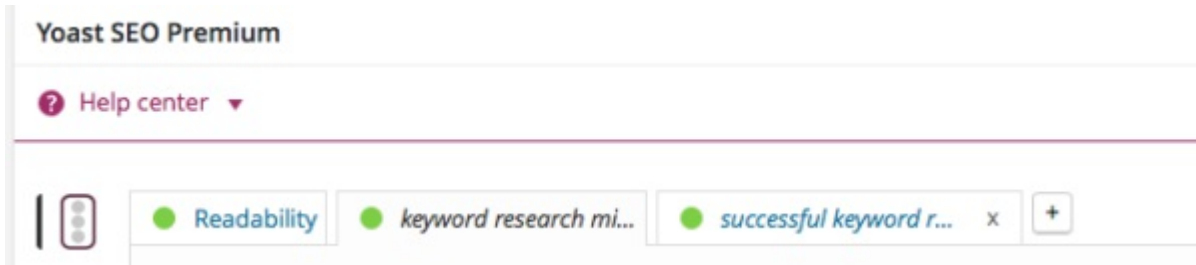 Yoast SEO Premium
? Help center
Readability keyword research mi... successful keyword r... x +